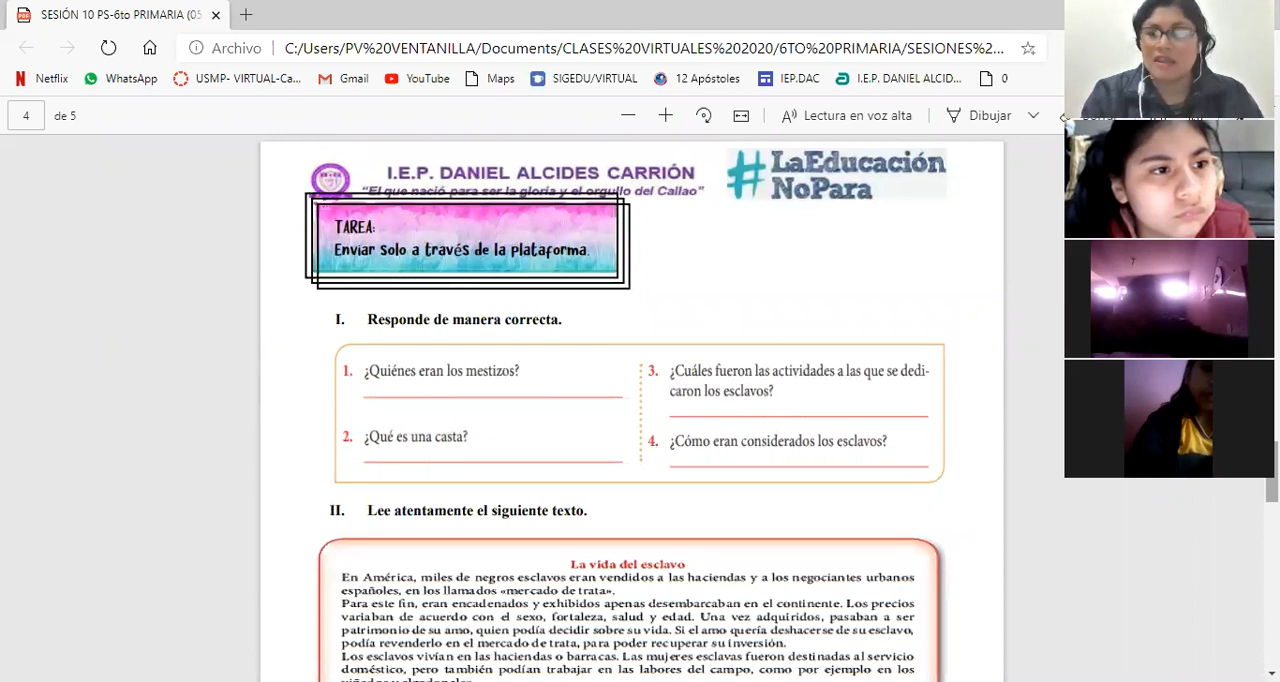 SESIÓN 10 PS-6to PRIMARIA (05
Archivo C:/Users/PV%20VENTANILLA/Documents/CLASES%20VIRTUALES%202020/6TO%20PRIMARIA/SESIONES%2...
Netflix WhatsApp USMP- VIRTUAL-Ca... Gmail YouTube Maps SIGEDU/VIRTUAL 12 Apóstoles IEP.DAC I.E.P. DANIEL ALCID... 0
4 de 5 Lectura en voz alta Dibujar
I.E.P. DANIEL ALCIDES CARRIÓN
"El que nació para ser la gloria y el orgullo del Callao"
#LaEducación
NoPara
TAREA:
Enviar solo a través de la plataforma.
I. Responde de manera correcta.
1. ¿Quiénes eran los mestizos?
2. ¿Qué es una casta?
3. ¿Cuáles fueron las actividades a las que se dedi-
caron los esclavos?
4. ¿Cómo eran considerados los esclavos?
II. Lee atentamente el siguiente texto.
La vida del esclavo
En América, miles de negros esclavos eran vendidos a las haciendas y a los negociantes urbanos
españoles, en los llamados «mercado de trata».
Para este fin, eran encadenados y exhibidos apenas desembarcaban en el continente. Los precios
variaban de acuerdo con el sexo, fortaleza, salud y edad. Una vez adquiridos, pasaban a ser
patrimonio de su amo, quien podía decidir sobre su vida. Si el amo quería deshacerse de su esclavo,
podía revenderlo en el mercado de trata, para poder recuperar su inversión.
Los esclavos vivían en las haciendas o barracas. Las mujeres esclavas fueron destinadas al servicio
doméstico, pero también podían trabajar en las labores del campo, como por ejemplo en los